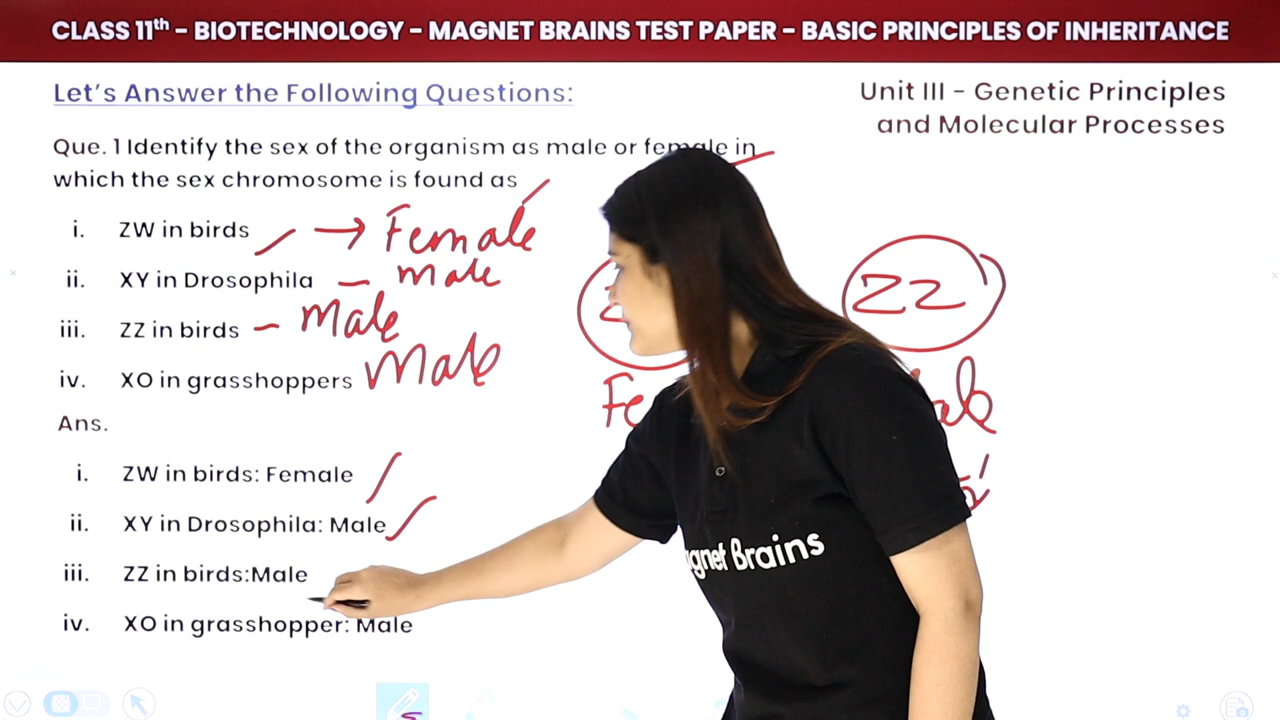 CLASS 11th - BIOTECHNOLOGY - MAGNET BRAINS TEST PAPER - BASIC PRINCIPLES OF INHERITANCE
Let's Answer the Following Questions:
Unit III - Genetic Principles
and Molecular Processes
Que. 1 Identify the sex of the organism as male or female in
which the sex chromosome is found as
i. ZW in birds → Female
ii. XY in Drosophila - male
iii. ZZ in birds - Male
iv. XO in grasshoppers Male
ZZ
Ans.
i. ZW in birds: Female
ii. XY in Drosophila: Male
iii. ZZ in birds:Male
iv. XO in grasshopper: Male
Brains